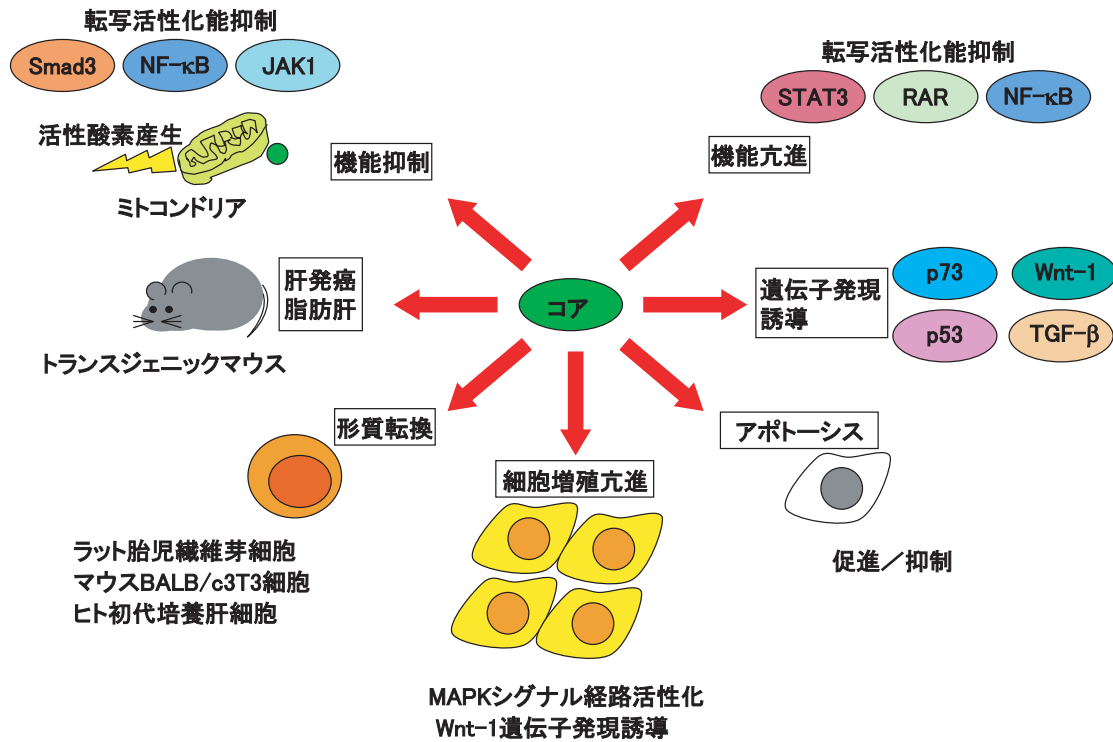 転写活性化能抑制
Smad3 NF-κB JAK1
活性酸素産生
ミトコンドリア
機能抑制
転写活性化能抑制
STAT3 RAR NF-κB
機能亢進
肝発癌
脂肪肝
トランスジェニックマウス
コア
遺伝子発現
誘導
p73 Wnt-1
p53 TGF-β
形質転換
ラット胎児繊維芽細胞
マウスBALB/c3T3細胞
ヒト初代培養肝細胞
細胞増殖亢進
MAPKシグナル経路活性化
Wnt-1遺伝子発現誘導
アポトーシス
促進／抑制